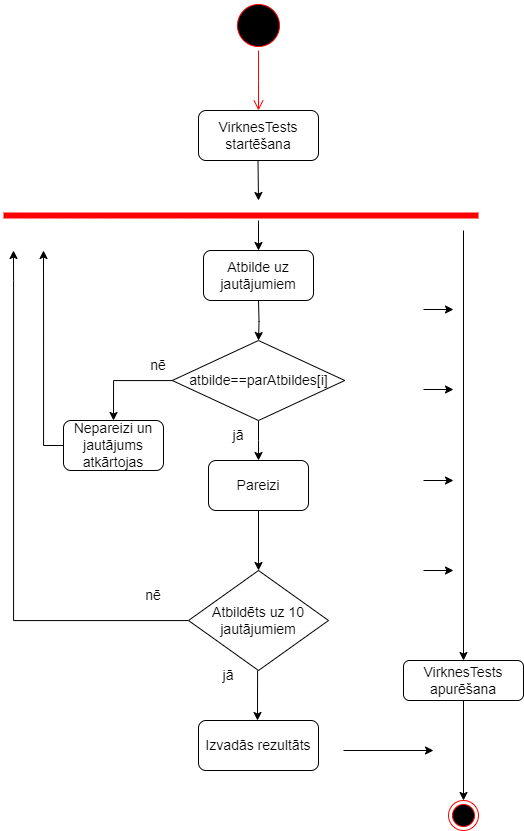 VirknesTests
startēšana
Atbilde uz
jautājumiem
nē
atbilde==parAtbildes[i]
Nepareizi un
jautājums
atkārtojas
jā
Pareizi
nē
Atbildēts uz 10
jautājumiem
jā
VirknesTests
apurēšana
Izvadās rezultāts